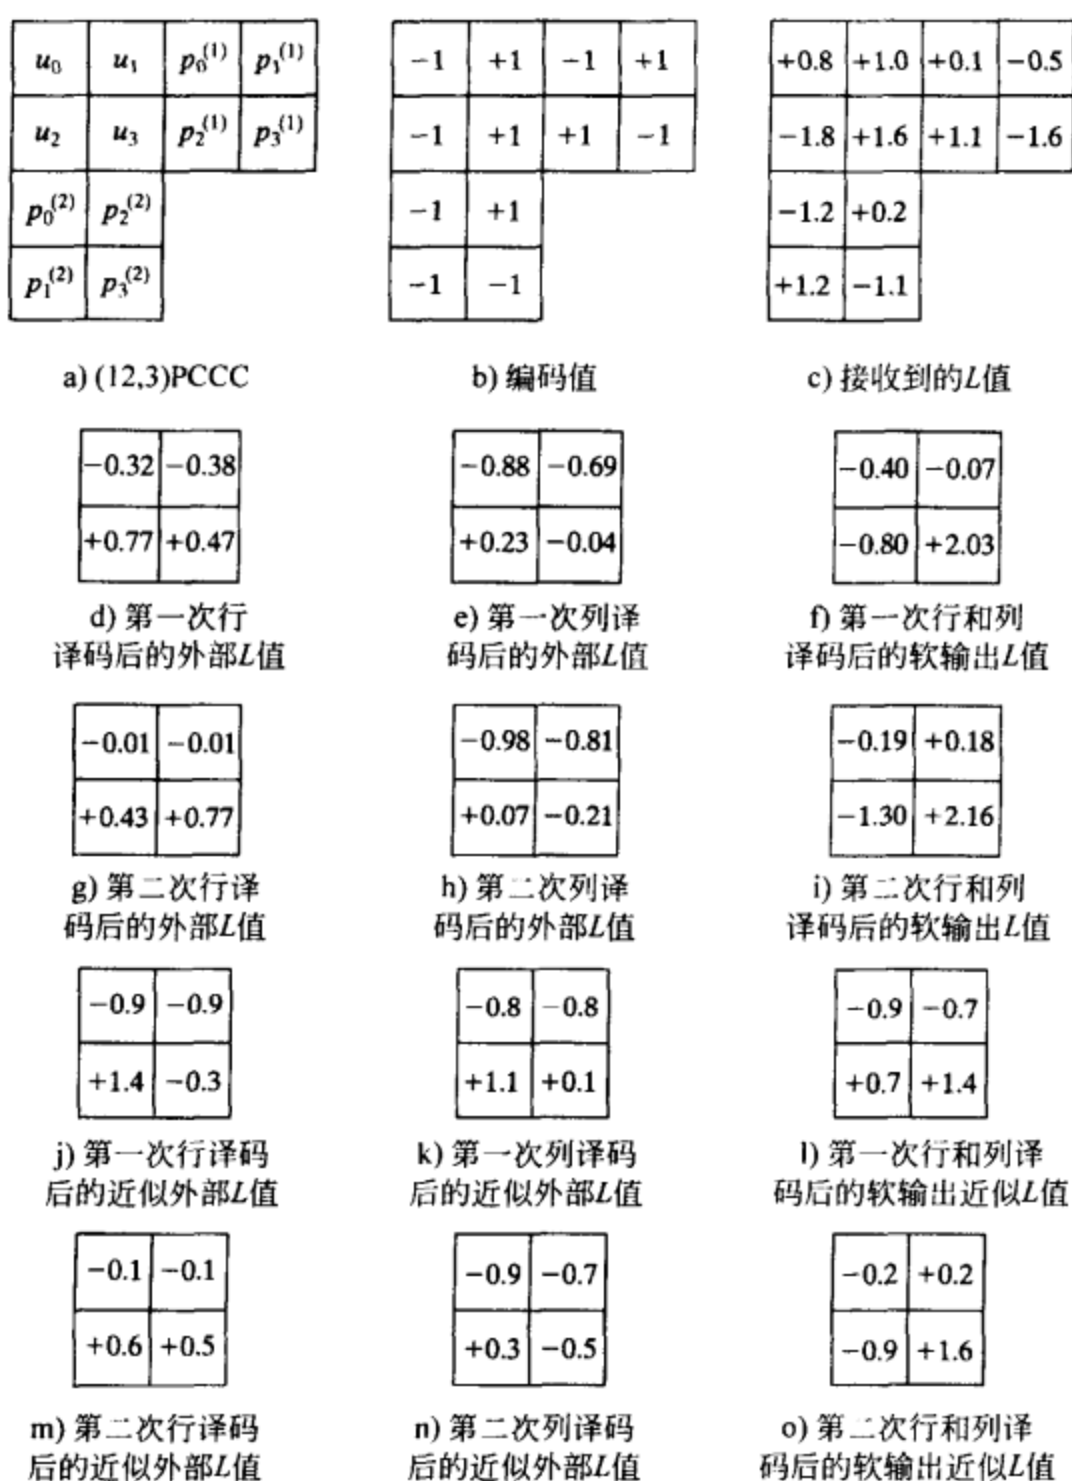 u₀ u₁ p₀⁽¹⁾ p₁⁽¹⁾ −1 +1 −1 +1 +0.8 +1.0 +0.1 −0.5
u₂ u₃ p₂⁽¹⁾ p₃⁽¹⁾ −1 +1 +1 −1 −1.8 +1.6 +1.1 −1.6
p₀⁽²⁾ p₂⁽²⁾ −1 +1 −1.2 +0.2
p₁⁽²⁾ p₃⁽²⁾ −1 −1 +1.2 −1.1
a) (12,3)PCCC b) 编码值 c) 接收到的L值
−0.32 −0.38 −0.88 −0.69 −0.40 −0.07
+0.77 +0.47 +0.23 −0.04 −0.80 +2.03
d) 第一次行 e) 第一次列译 f) 第一次行和列
译码后的外部L值 码后的外部L值 译码后的软输出L值
−0.01 −0.01 −0.98 −0.81 −0.19 +0.18
+0.43 +0.77 +0.07 −0.21 −1.30 +2.16
g) 第二次行译 h) 第二次列译 i) 第二次行和列
码后的外部L值 码后的外部L值 译码后的软输出L值
−0.9 −0.9 −0.8 −0.8 −0.9 −0.7
+1.4 −0.3 +1.1 +0.1 +0.7 +1.4
j) 第一次行译码 k) 第一次列译码 l) 第一次行和列译
后的近似外部L值 后的近似外部L值 码后的软输出近似L值
−0.1 −0.1 −0.9 −0.7 −0.2 +0.2
+0.6 +0.5 +0.3 −0.5 −0.9 +1.6
m) 第二次行译码 n) 第二次列译码 o) 第二次行和列译
后的近似外部L值 后的近似外部L值 码后的软输出近似L值